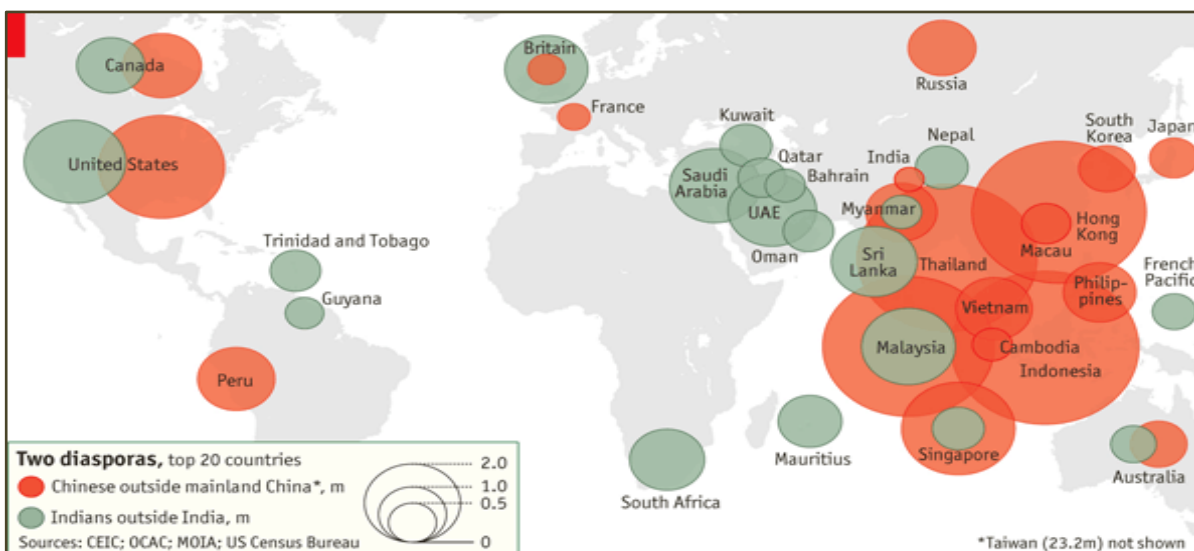 Canada
Britain
Russia
France
Kuwait
South
Korea
Japan
United States
Qatar
Nepal
India
Saudi
Arabia
Bahrain
UAE
Myanmar
Hong
Kong
Macau
Oman
Sri
Lanka
Thailand
Trinidad and Tobago
French
Pacific
Philip-
pines
Guyana
Vietnam
Malaysia
Cambodia
Indonesia
Peru
Mauritius
Singapore
Australia
South Africa
Two diasporas, top 20 countries
Chinese outside mainland China*, m
Indians outside India, m
2.0
1.0
0.5
0
Sources: CEIC; OCAC; MOIA; US Census Bureau
*Taiwan (23.2m) not shown